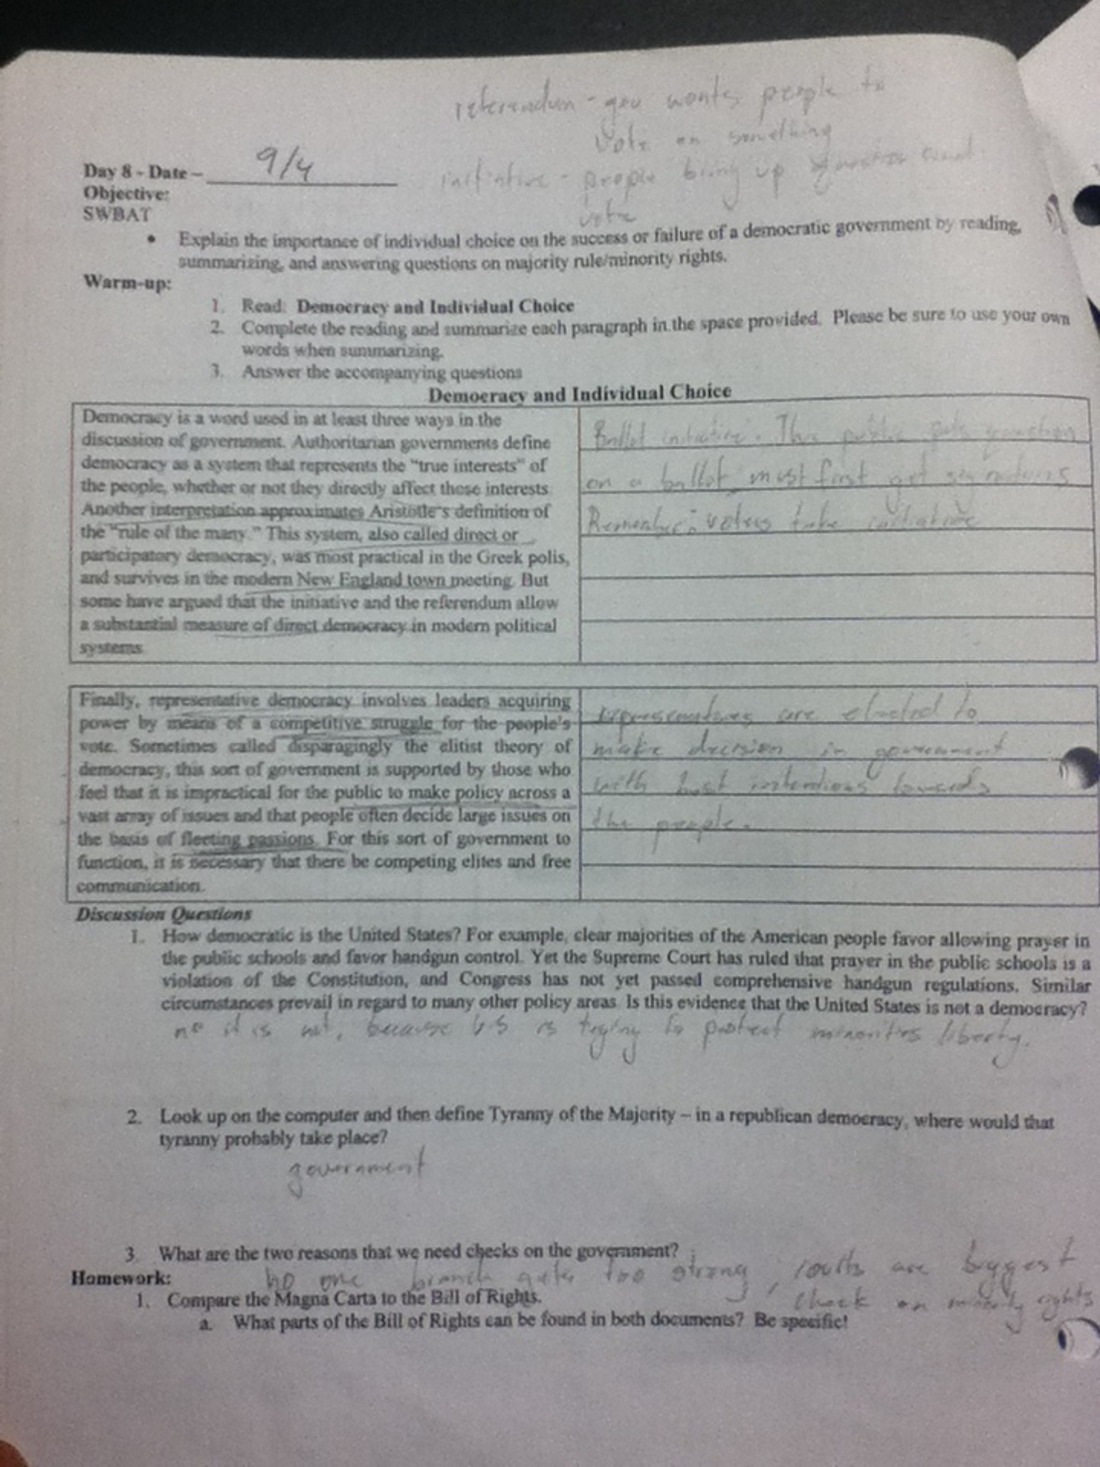 referendum - gov wants people to
vote on something
Day 8 - Date – 9/4
initiative - people bring up
vote
Objective:
SWBAT
• Explain the importance of individual choice on the success or failure of a democratic government by reading,
summarizing, and answering questions on majority rule/minority rights.
Warm-up:
1. Read: Democracy and Individual Choice
2. Complete the reading and summarize each paragraph in the space provided. Please be sure to use your own
words when summarizing.
3. Answer the accompanying questions
Democracy and Individual Choice
Democracy is a word used in at least three ways in the
discussion of government. Authoritarian governments define
democracy as a system that represents the "true interests" of
the people, whether or not they directly affect those interests.
Another interpretation approximates Aristotle's definition of
the "rule of the many." This system, also called direct or
participatory democracy, was most practical in the Greek polis,
and survives in the modern New England town meeting. But
some have argued that the initiative and the referendum allow
a substantial measure of direct democracy in modern political
systems.
Ballot initiative: The public puts question
on a ballot, must first get signatures
Remember: voters take initiative
Finally, representative democracy involves leaders acquiring
power by means of a competitive struggle for the people's
vote. Sometimes called disparagingly the elitist theory of
democracy, this sort of government is supported by those who
feel that it is impractical for the public to make policy across a
vast array of issues and that people often decide large issues on
the basis of fleeting passions. For this sort of government to
function, it is necessary that there be competing elites and free
communication.
representatives are elected to
make decision in government
with best intentions towards
the people.
Discussion Questions
1. How democratic is the United States? For example, clear majorities of the American people favor allowing prayer in
the public schools and favor handgun control. Yet the Supreme Court has ruled that prayer in the public schools is a
violation of the Constitution, and Congress has not yet passed comprehensive handgun regulations. Similar
circumstances prevail in regard to many other policy areas. Is this evidence that the United States is not a democracy?
no it is not, because US is trying to protect minorities liberty.
2. Look up on the computer and then define Tyranny of the Majority – in a republican democracy, where would that
tyranny probably take place?
government
3. What are the two reasons that we need checks on the government?
no one branch gets too strong, courts are biggest
check on minority rights
Homework:
1. Compare the Magna Carta to the Bill of Rights.
a. What parts of the Bill of Rights can be found in both documents? Be specific!